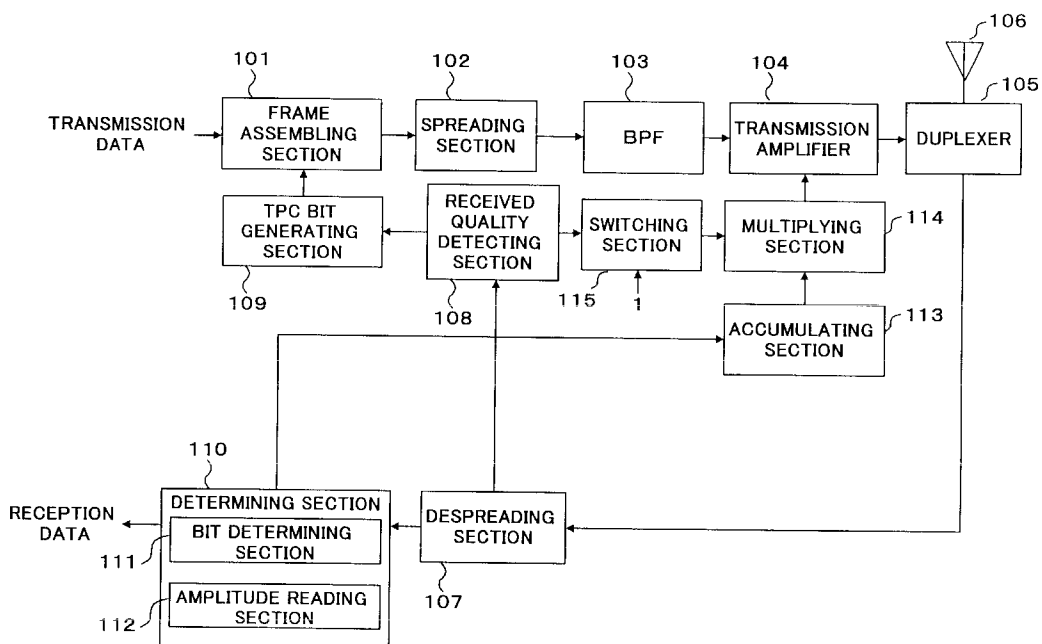 106
101
102
103
104
105
TRANSMISSION
DATA
FRAME
ASSEMBLING
SECTION
SPREADING
SECTION
BPF
TRANSMISSION
AMPLIFIER
DUPLEXER
TPC BIT
GENERATING
SECTION
RECEIVED
QUALITY
DETECTING
SECTION
SWITCHING
SECTION
MULTIPLYING
SECTION
114
109
108
115
1
ACCUMULATING
SECTION
113
110
RECEPTION
DATA
DETERMINING SECTION
BIT DETERMINING
SECTION
111
AMPLITUDE READING
SECTION
112
DESPREADING
SECTION
107